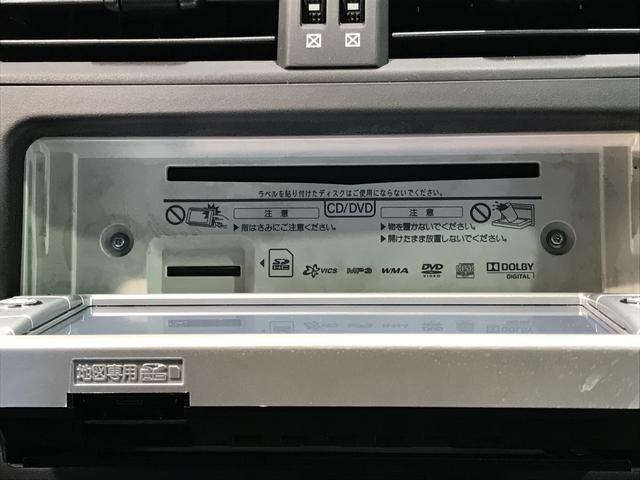 ラベルを貼り付けたディスクはご使用にならないでください。
注意 CD/DVD 注意
▶指はさみにご注意ください。
▶物を置かないでください。
▶開けたまま放置しないでください。
SD HC VICS MP3 WMA DVD VIDEO DOLBY DIGITAL
地図専用 SD